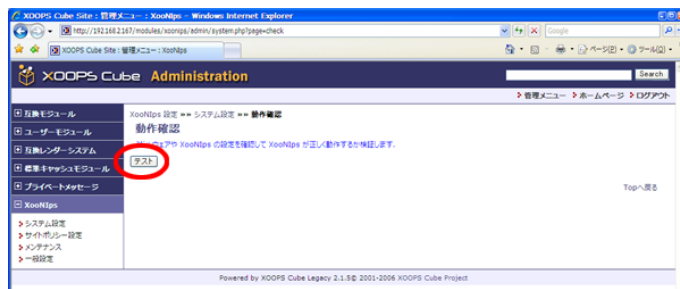 XOOPS Cube Site : 管理メニュー : XooNIps - Windows Internet Explorer
http://192.168.2.167/modules/xoonips/admin/system.php?page=check
Google
XOOPS Cube Site : 管理メニュー : XooNIps
ページ(P)
ツール(O)
XOOPS Cube Administration
Search
管理メニュー ホームページ ログアウト
互換モジュール
ユーザーモジュール
互換レンダーシステム
標準キャッシュモジュール
プライベートメッセージ
XooNIps
システム設定
サイトポリシー設定
メンテナンス
一般設定
XooNIps 設定 »» システム設定 »» 動作確認
動作確認
ウェアや XooNIps の設定を確認して XooNIps が正しく動作するか検証します。
テスト
Topへ戻る
Powered by XOOPS Cube Legacy 2.1.5© 2001-2006 XOOPS Cube Project